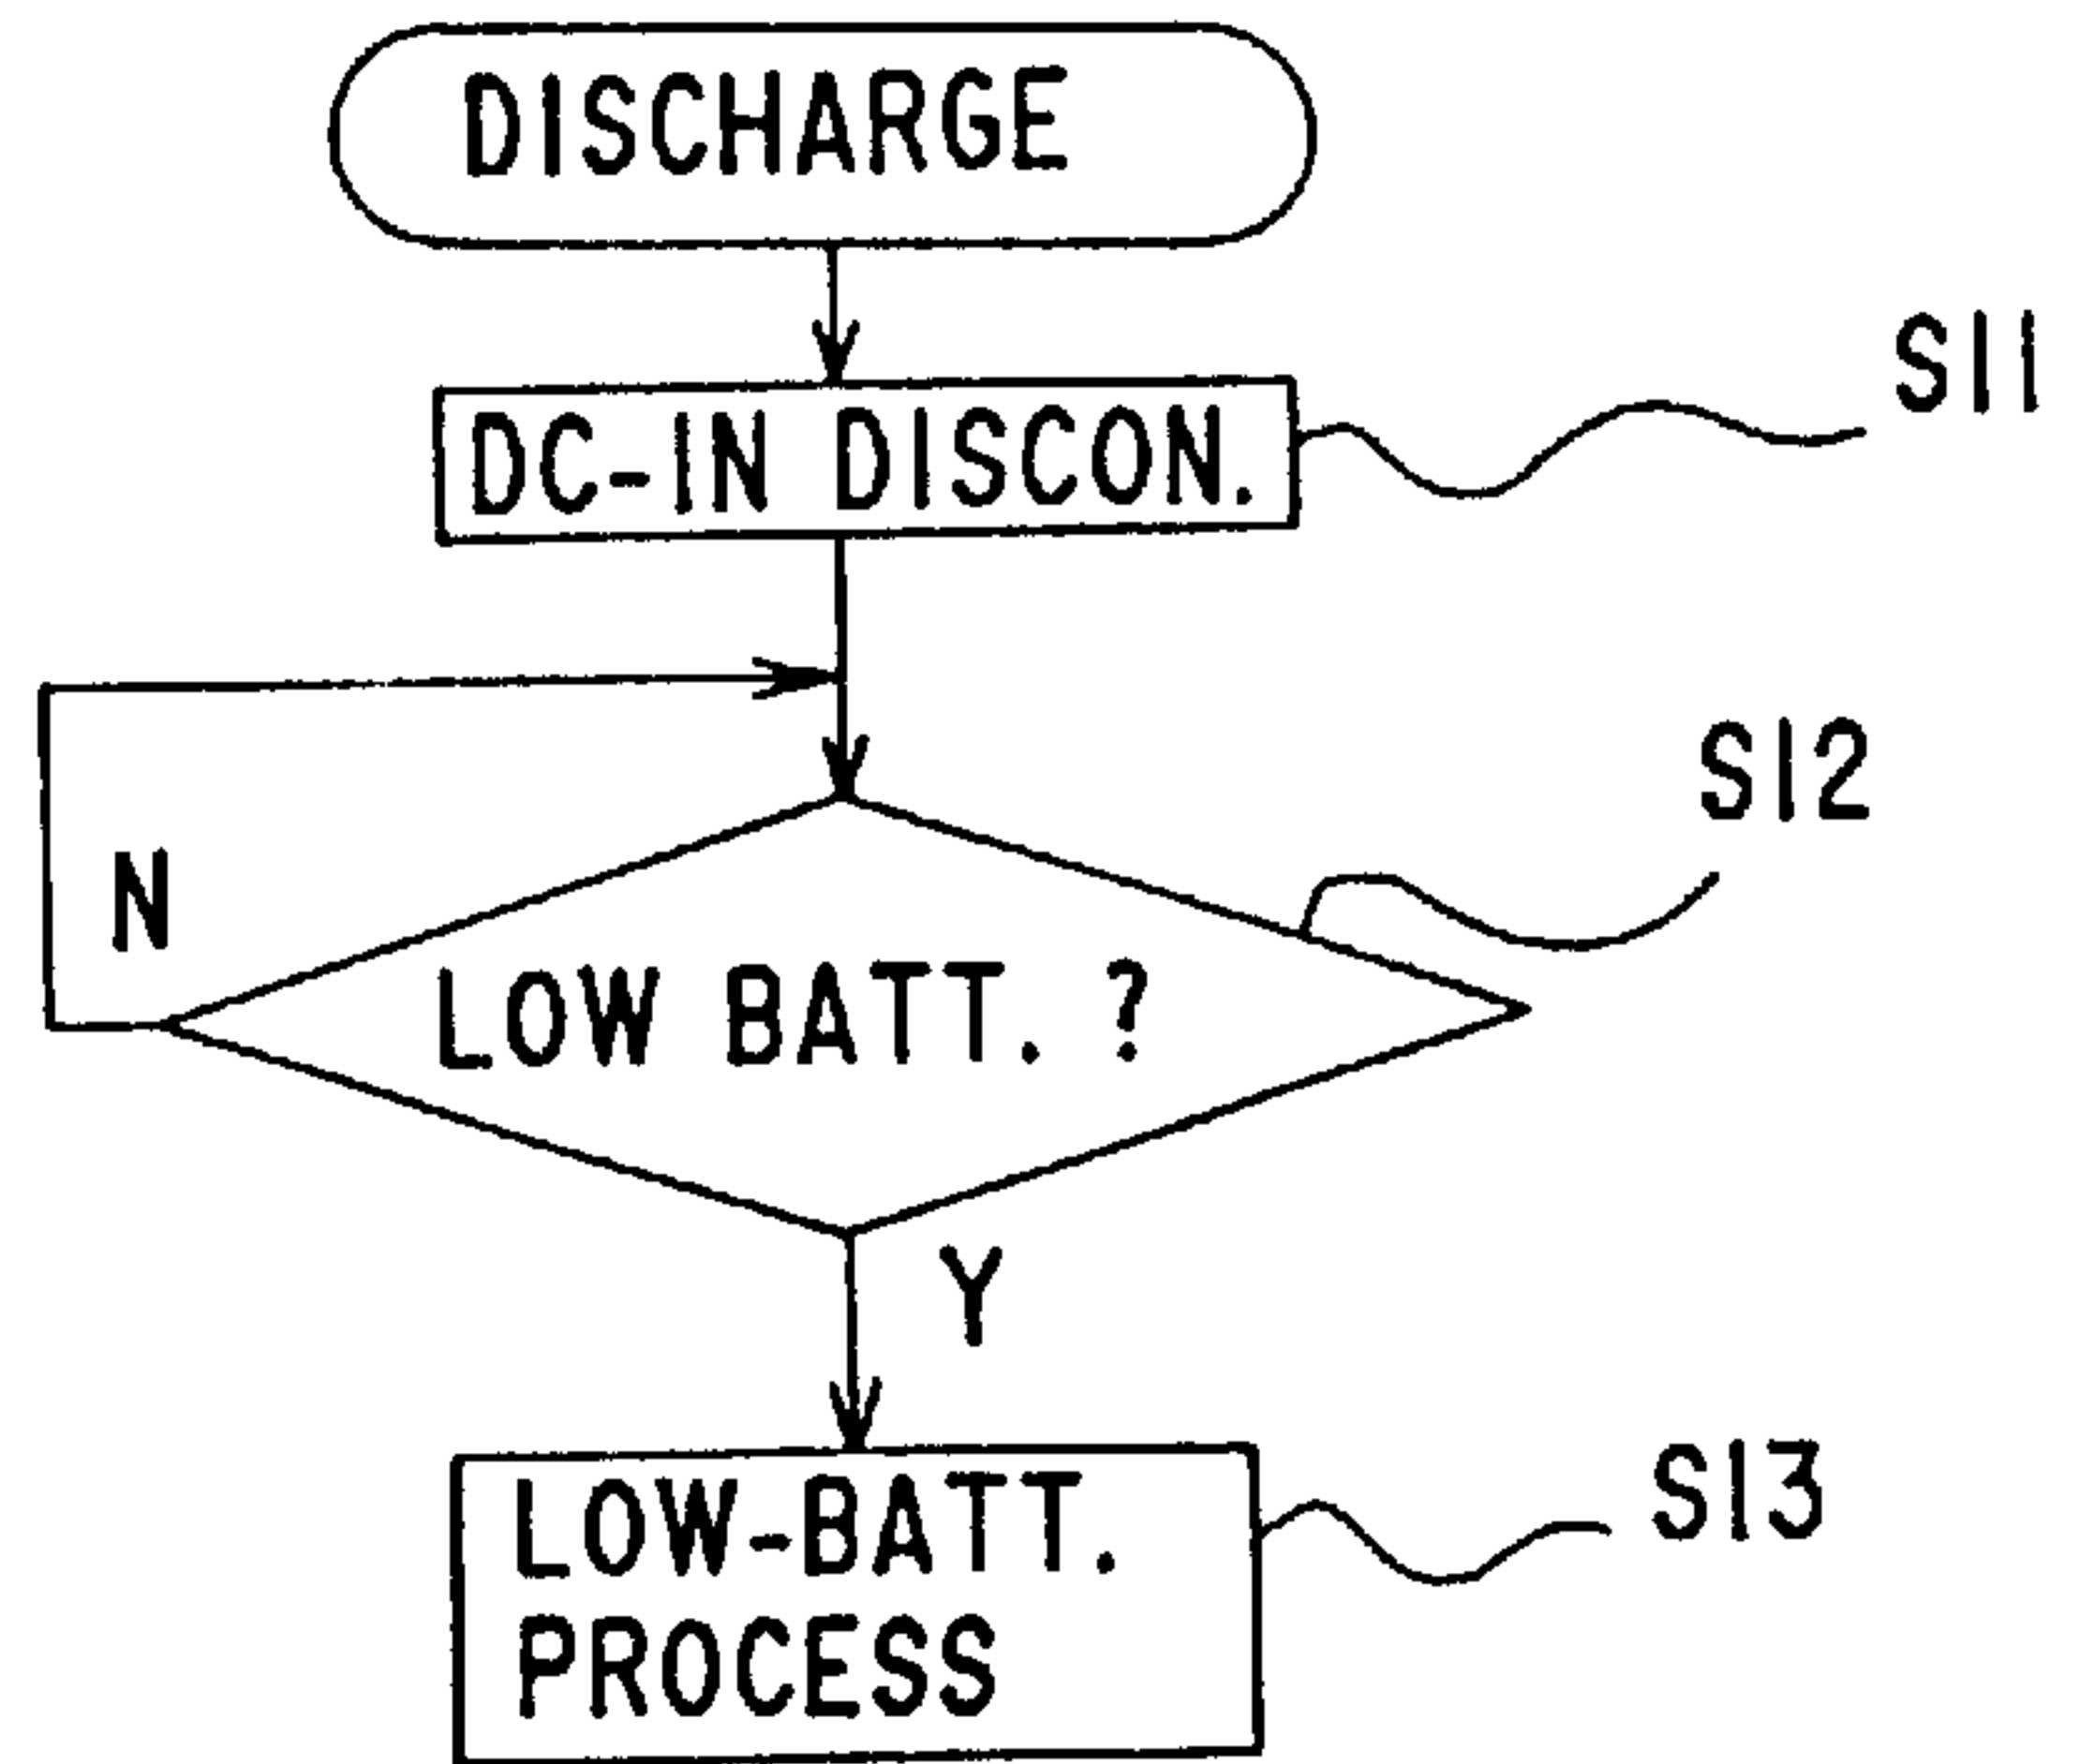 DISCHARGE
S11
DC-IN DISCON.
S12
N
LOW BATT. ?
Y
S13
LOW-BATT.
PROCESS